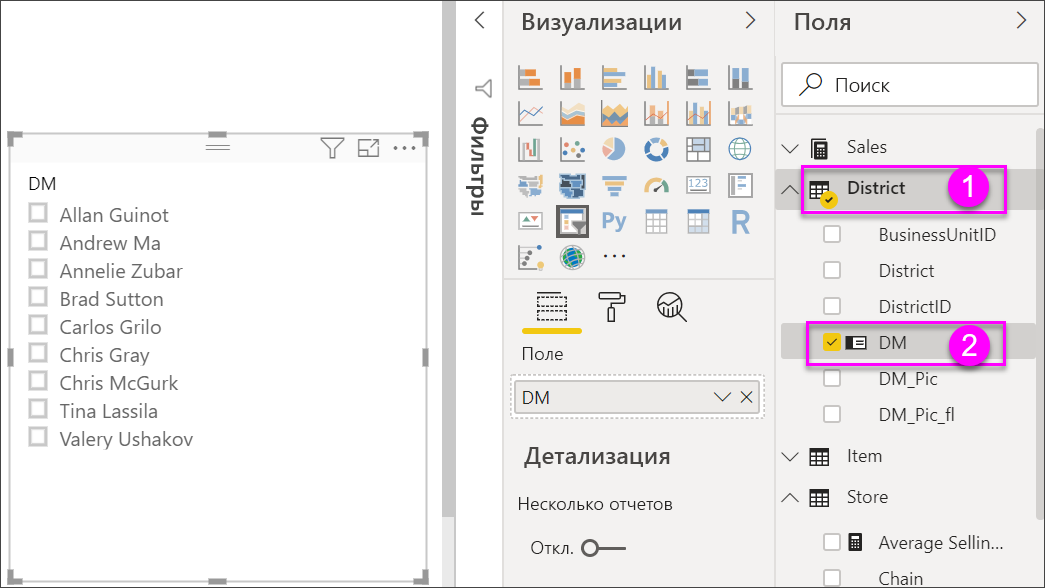 DM
Allan Guinot
Andrew Ma
Annelie Zubar
Brad Sutton
Carlos Grilo
Chris Gray
Chris McGurk
Tina Lassila
Valery Ushakov
Фильтры
Визуализации
123
Py
R
Поле
DM
Детализация
Несколько отчетов
Откл.
Поля
Поиск
Sales
District 1
BusinessUnitID
District
DistrictID
DM 2
DM_Pic
DM_Pic_fl
Item
Store
Average Sellin...
Chain